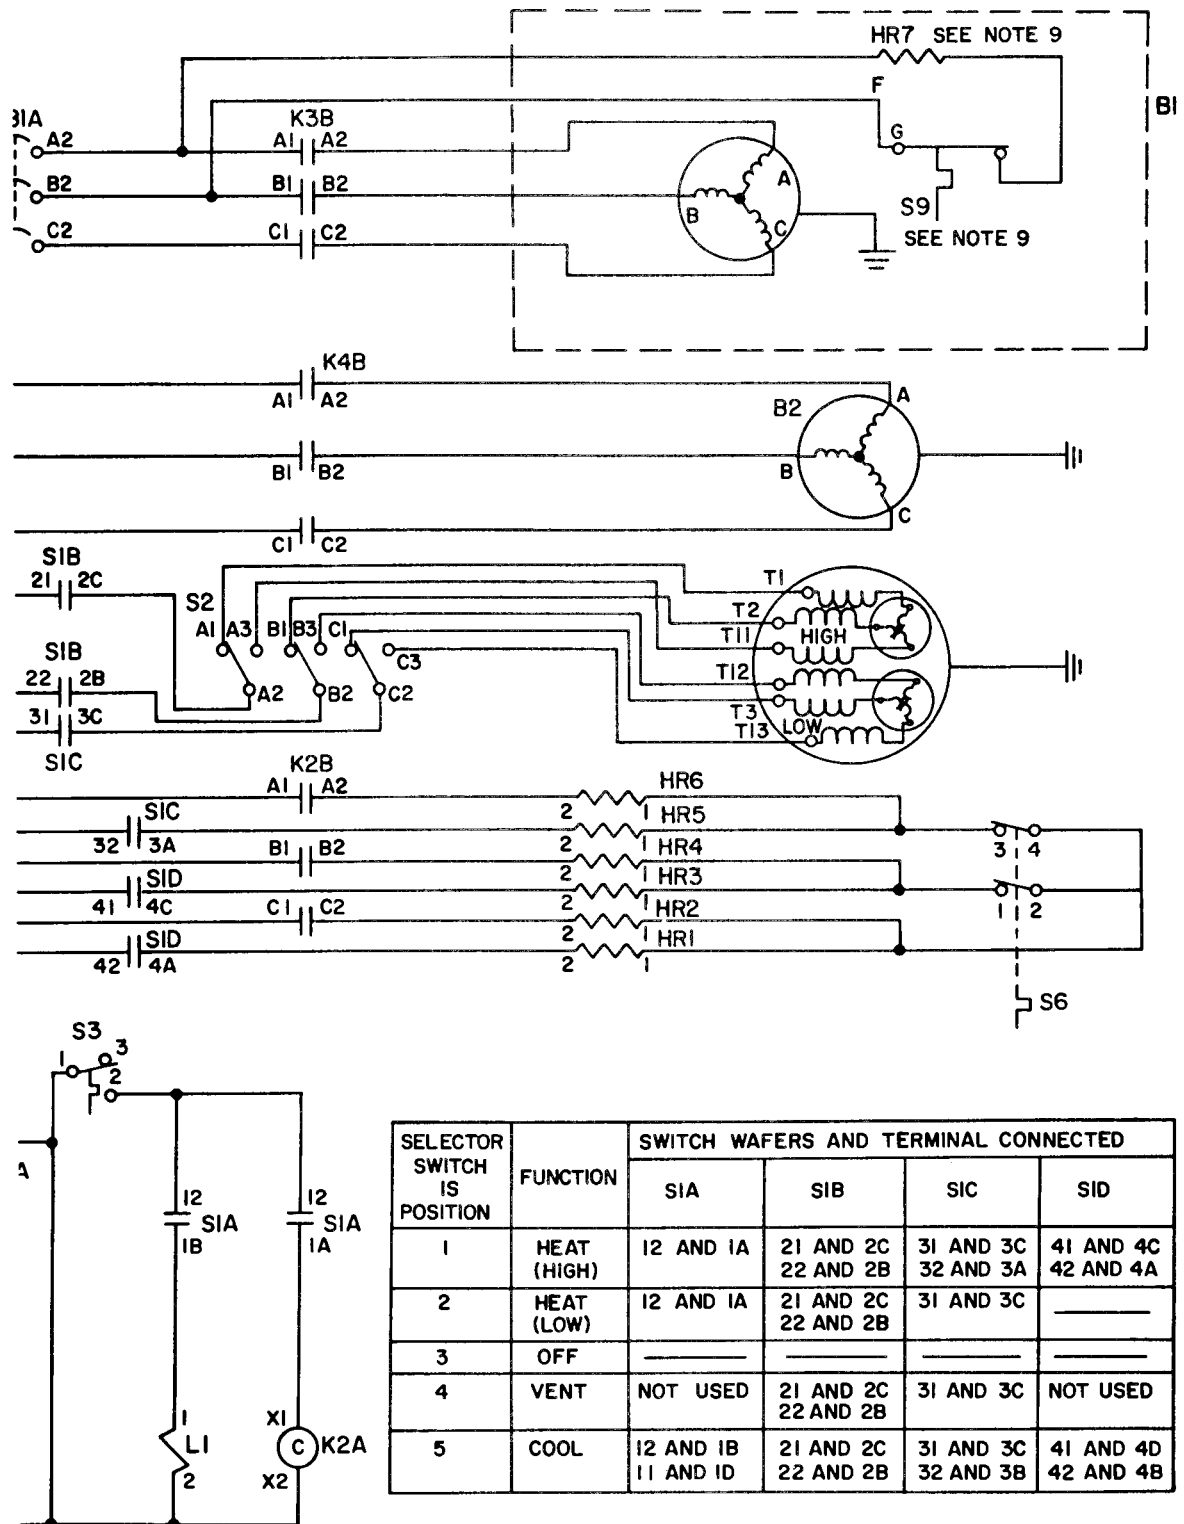 HR7 SEE NOTE 9
F
B1
A2
K3B
A1 A2
G
A
B2
B1 B2
B
S9
C2
C1 C2
C
SEE NOTE 9
K4B
A1 A2
B2
A
B1 B2
B
C1 C2
C
S1B
21 2C
S2
A1 A3 B1 B3 C1
C3
T1
T2
T11
HIGH
S1B
22 2B
A2 B2 C2
T12
31 3C
T3
LOW
T13
S1C
K2B
A1 A2
HR6
2 1
S1C
HR5
32 3A
2 1
3 4
B1 B2
HR4
2 1
S1D
HR3
41 4C
2 1
1 2
C1 C2
HR2
2 1
S1D
HR1
42 4A
2 1
S6
S3
1 3
2
A
12 12
S1A S1A
1B 1A
1 X1
L1 C K2A
2 X2
SELECTOR SWITCH IS POSITION FUNCTION SWITCH WAFERS AND TERMINAL CONNECTED
S1A S1B S1C S1D
1 HEAT 12 AND 1A 21 AND 2C 31 AND 3C 41 AND 4C
(HIGH) 22 AND 2B 32 AND 3A 42 AND 4A
2 HEAT 12 AND 1A 21 AND 2C 31 AND 3C
(LOW) 22 AND 2B
3 OFF
4 VENT NOT USED 21 AND 2C 31 AND 3C NOT USED
22 AND 2B
5 COOL 12 AND 1B 21 AND 2C 31 AND 3C 41 AND 4D
11 AND 1D 22 AND 2B 32 AND 3B 42 AND 4B